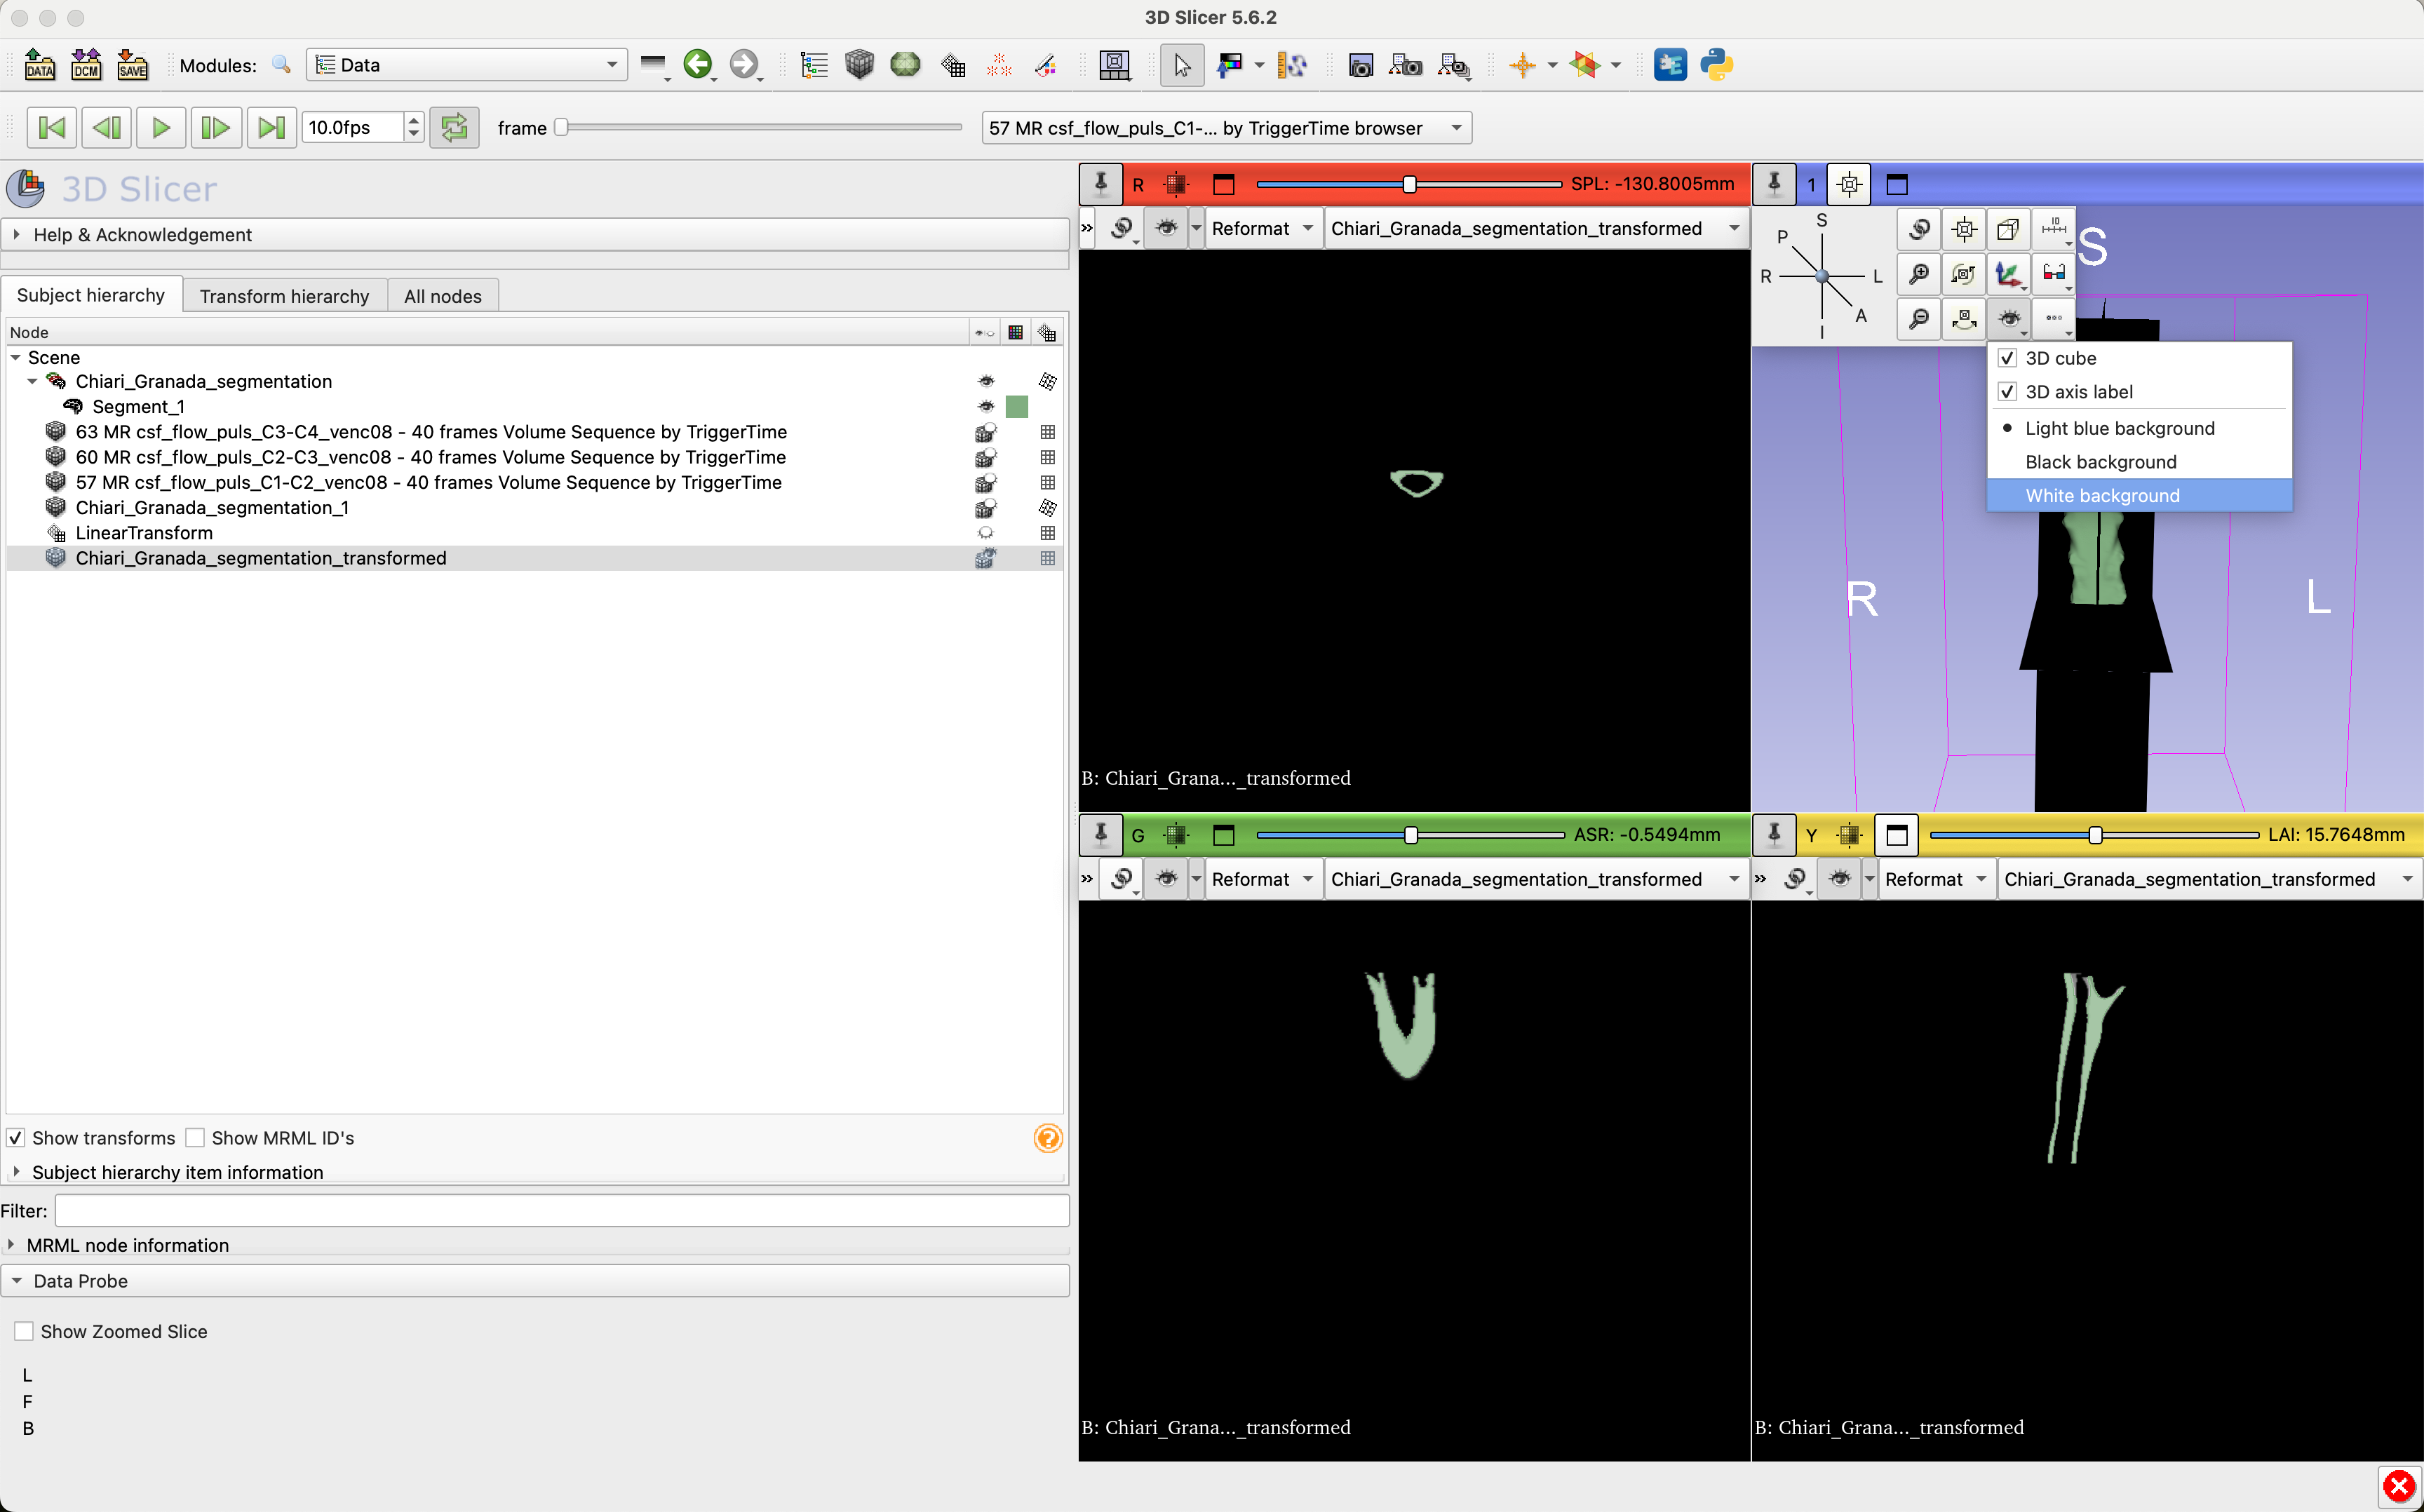 3D Slicer 5.6.2
DATA DCM SAVE Modules: Data
10.0fps frame 57 MR csf_flow_puls_C1-... by TriggerTime browser
3D Slicer
Help & Acknowledgement
Subject hierarchy Transform hierarchy All nodes
Node
Scene
Chiari_Granada_segmentation
Segment_1
63 MR csf_flow_puls_C3-C4_venc08 - 40 frames Volume Sequence by TriggerTime
60 MR csf_flow_puls_C2-C3_venc08 - 40 frames Volume Sequence by TriggerTime
57 MR csf_flow_puls_C1-C2_venc08 - 40 frames Volume Sequence by TriggerTime
Chiari_Granada_segmentation_1
LinearTransform
Chiari_Granada_segmentation_transformed
Show transforms Show MRML ID's
Subject hierarchy item information
Filter:
MRML node information
Data Probe
Show Zoomed Slice
L
F
B
R SPL: -130.8005mm
Reformat Chiari_Granada_segmentation_transformed
B: Chiari_Grana..._transformed
1
S
P
R L
A
I
10
S
3D cube
3D axis label
Light blue background
Black background
White background
R L
G ASR: -0.5494mm
Reformat Chiari_Granada_segmentation_transformed
B: Chiari_Grana..._transformed
Y LAI: 15.7648mm
Reformat Chiari_Granada_segmentation_transformed
B: Chiari_Grana..._transformed